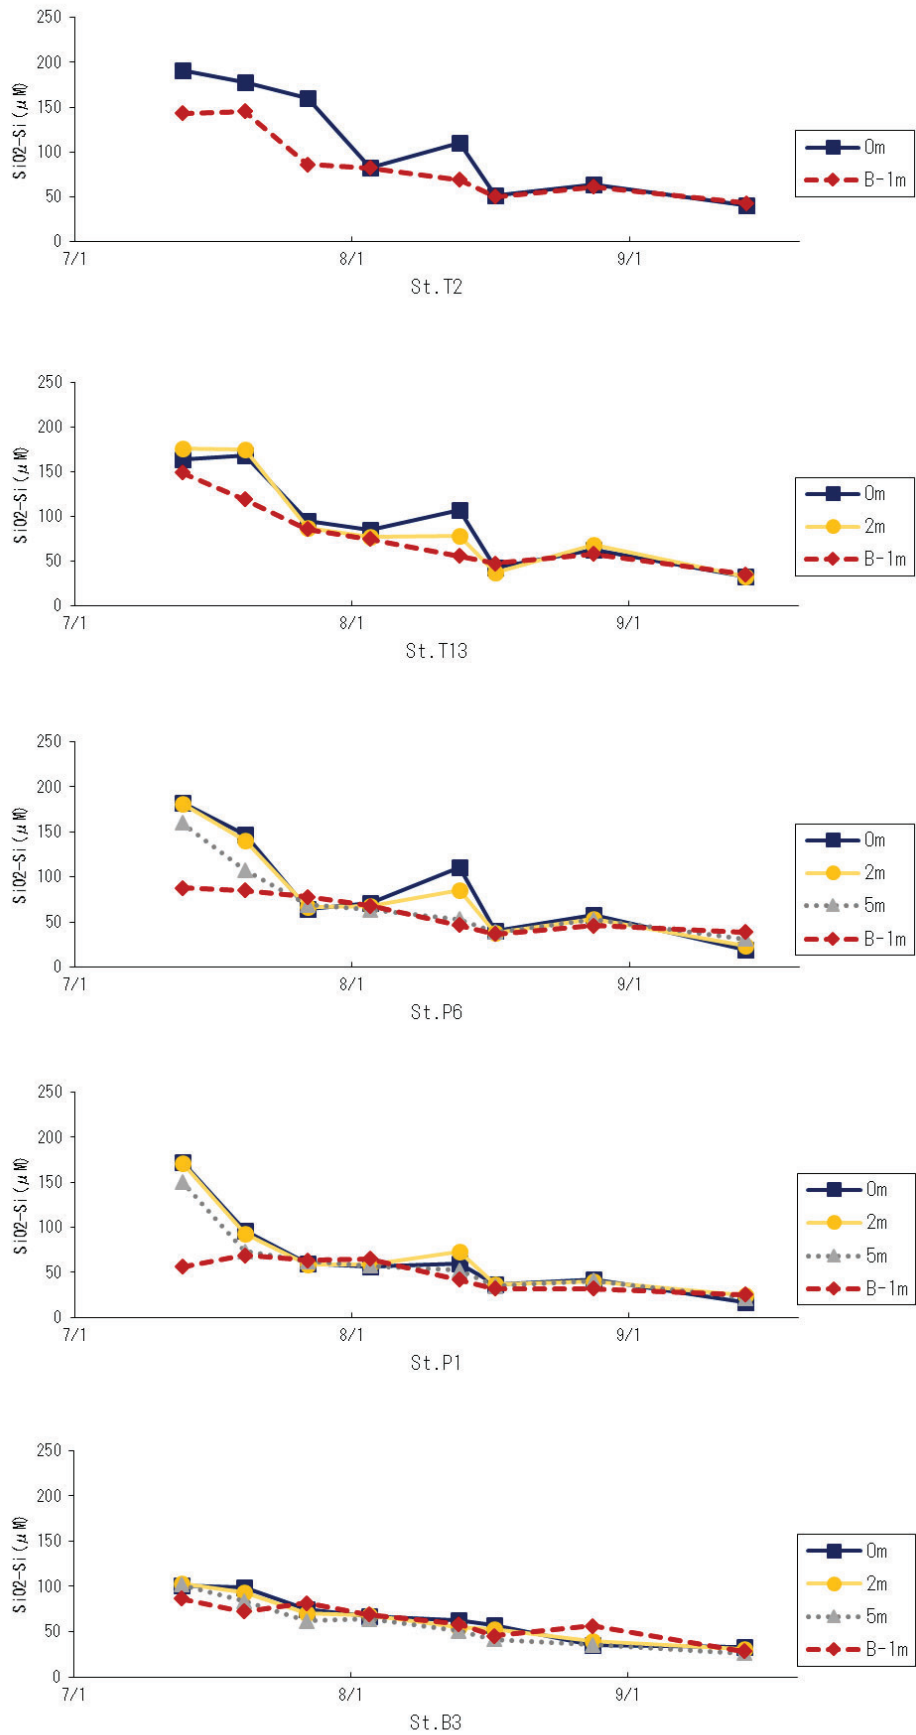 250
200
150
100
50
0
SiO2-Si(μM)
7/1
8/1
9/1
St.T2
0m
B-1m
250
200
150
100
50
0
SiO2-Si(μM)
7/1
8/1
9/1
St.T13
0m
2m
B-1m
250
200
150
100
50
0
SiO2-Si(μM)
7/1
8/1
9/1
St.P6
0m
2m
5m
B-1m
250
200
150
100
50
0
SiO2-Si(μM)
7/1
8/1
9/1
St.P1
0m
2m
5m
B-1m
250
200
150
100
50
0
SiO2-Si(μM)
7/1
8/1
9/1
St.B3
0m
2m
5m
B-1m